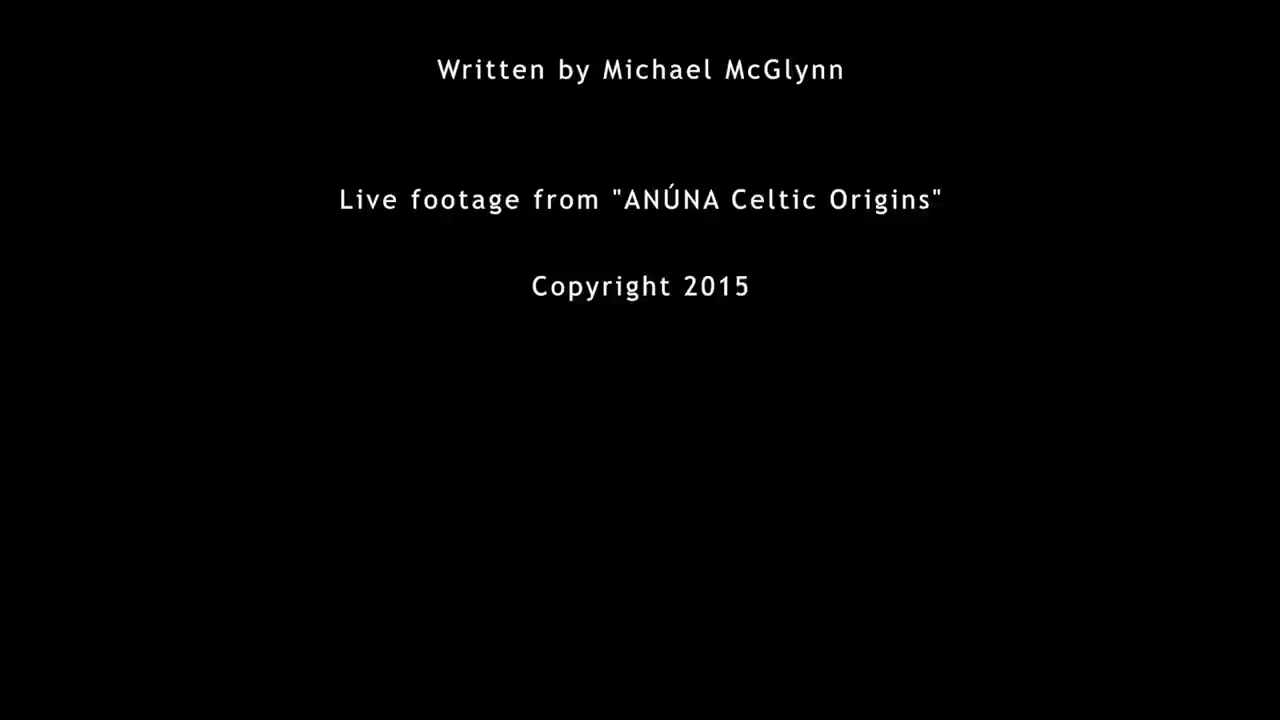 Written by Michael McGlynn
Live footage from "ANÚNA Celtic Origins"
Copyright 2015